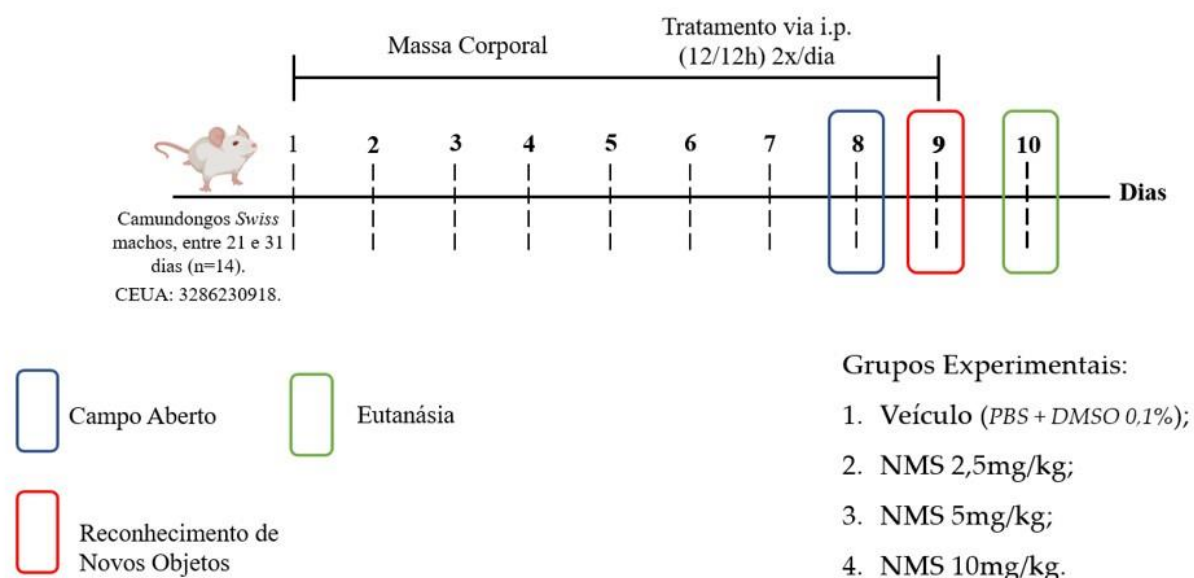 Massa Corporal
Tratamento via i.p.
(12/12h) 2x/dia
1 2 3 4 5 6 7 8 9 10
Dias
Camundongos Swiss
machos, entre 21 e 31
dias (n=14).
CEUA: 3286230918.
Campo Aberto
Eutanásia
Reconhecimento de
Novos Objetos
Grupos Experimentais:
1. Veículo (PBS + DMSO 0,1%);
2. NMS 2,5mg/kg;
3. NMS 5mg/kg;
4. NMS 10mg/kg.